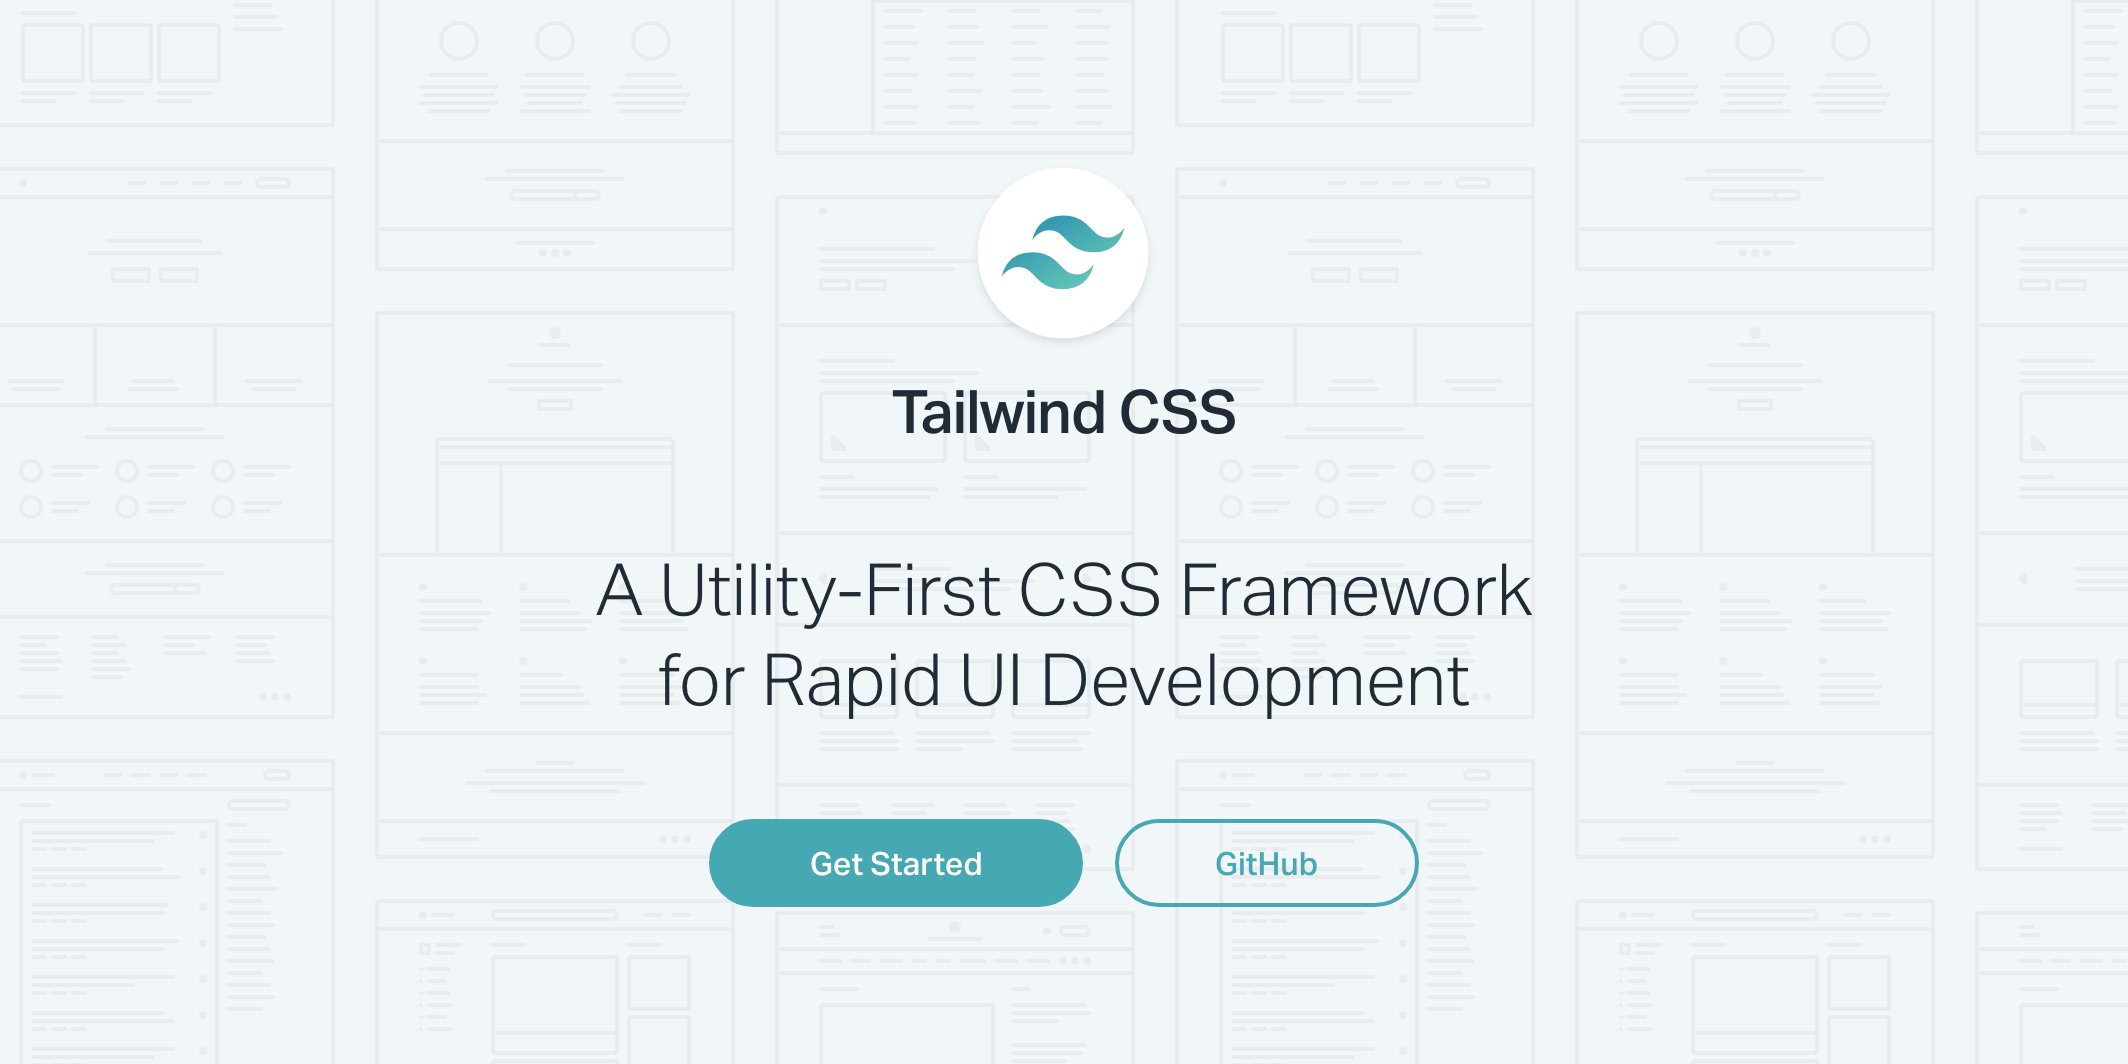 Tailwind CSS
A Utility-First CSS Framework
for Rapid UI Development
Get Started
GitHub